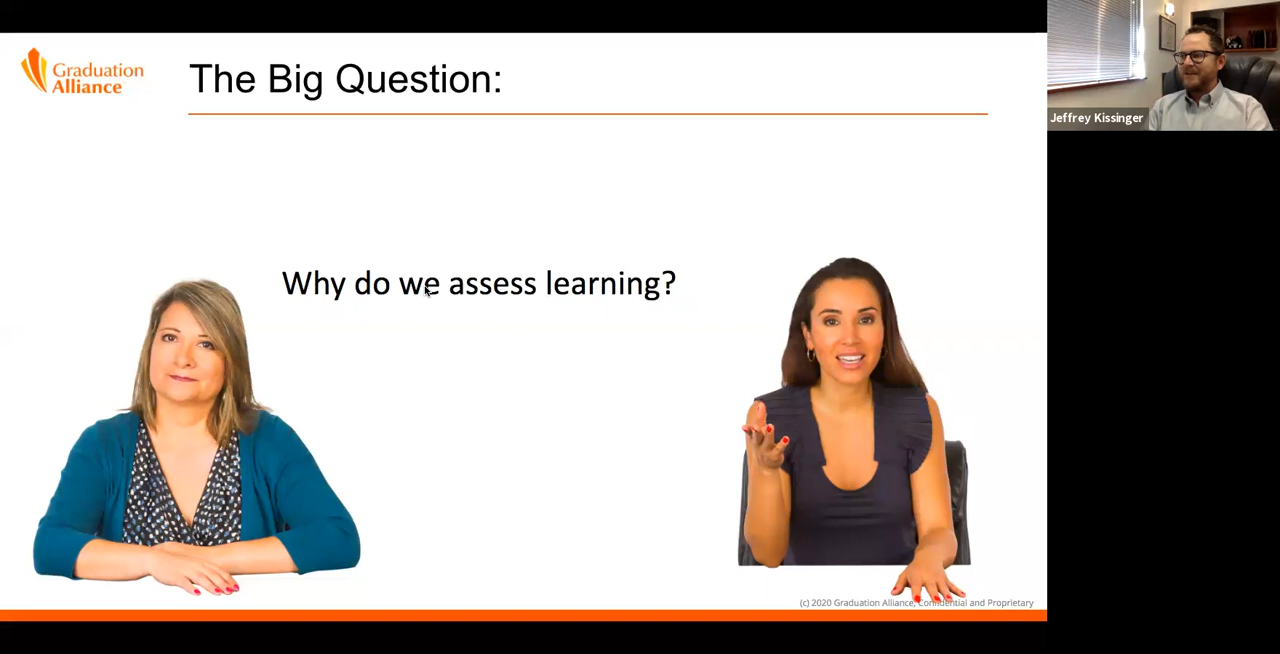 Graduation
Alliance
The Big Question:
Jeffrey Kissinger
Why do we assess learning?
(c) 2020 Graduation Alliance, Confidential and Proprietary